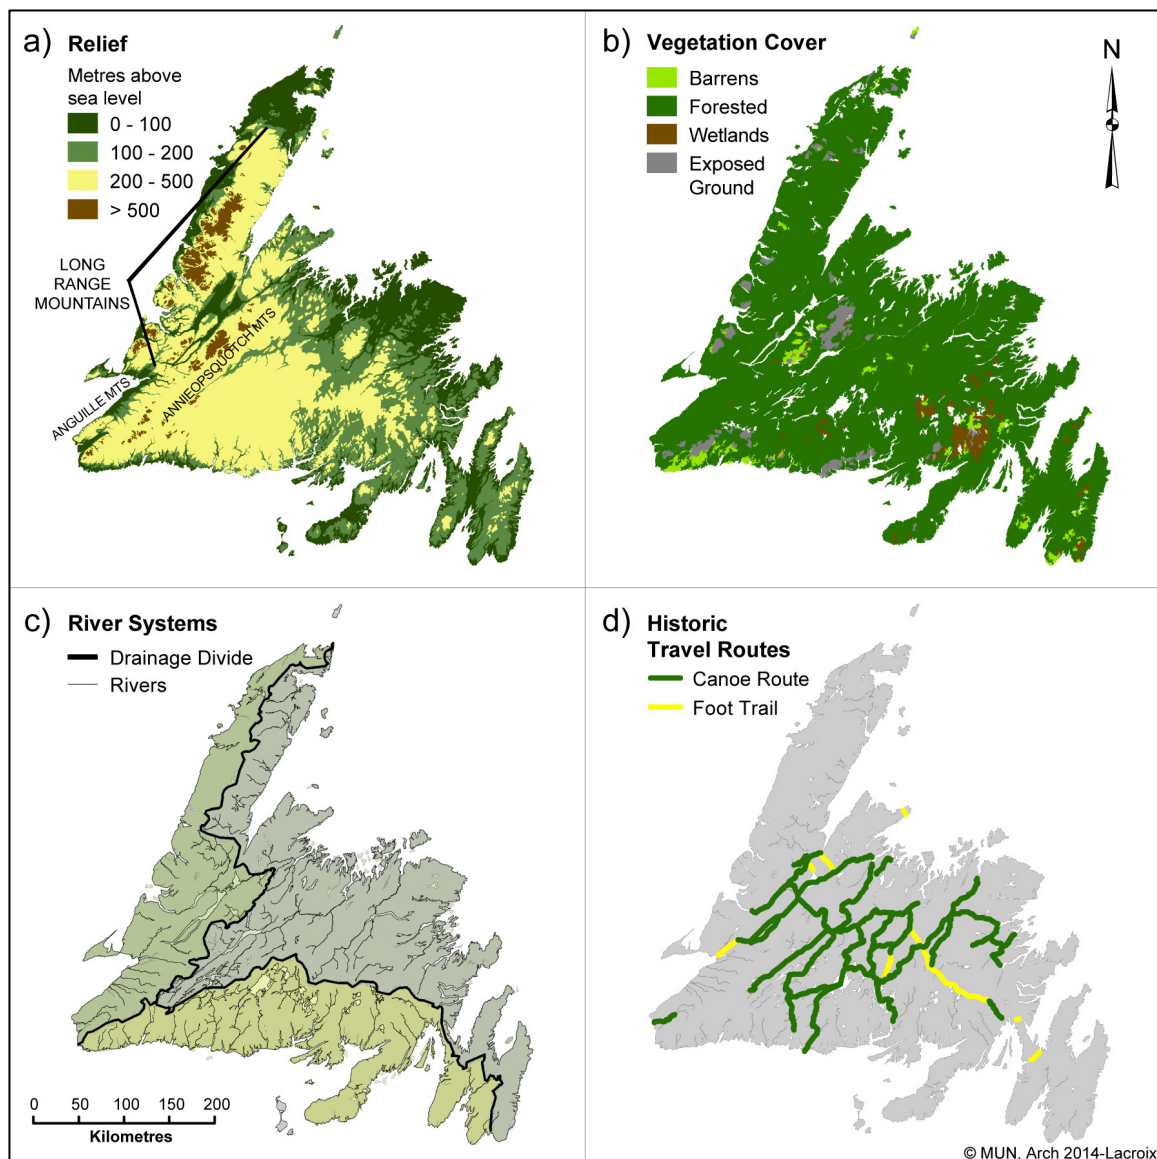 a) Relief
Metres above
sea level
0 - 100
100 - 200
200 - 500
> 500
LONG
RANGE
MOUNTAINS
ANGUILLE MTS
ANNIEOPSQUOTCH MTS
b) Vegetation Cover
Barrens
Forested
Wetlands
Exposed
Ground
N
c) River Systems
Drainage Divide
Rivers
0 50 100 150 200
Kilometres
d) Historic
Travel Routes
Canoe Route
Foot Trail
© MUN. Arch 2014-Lacroix